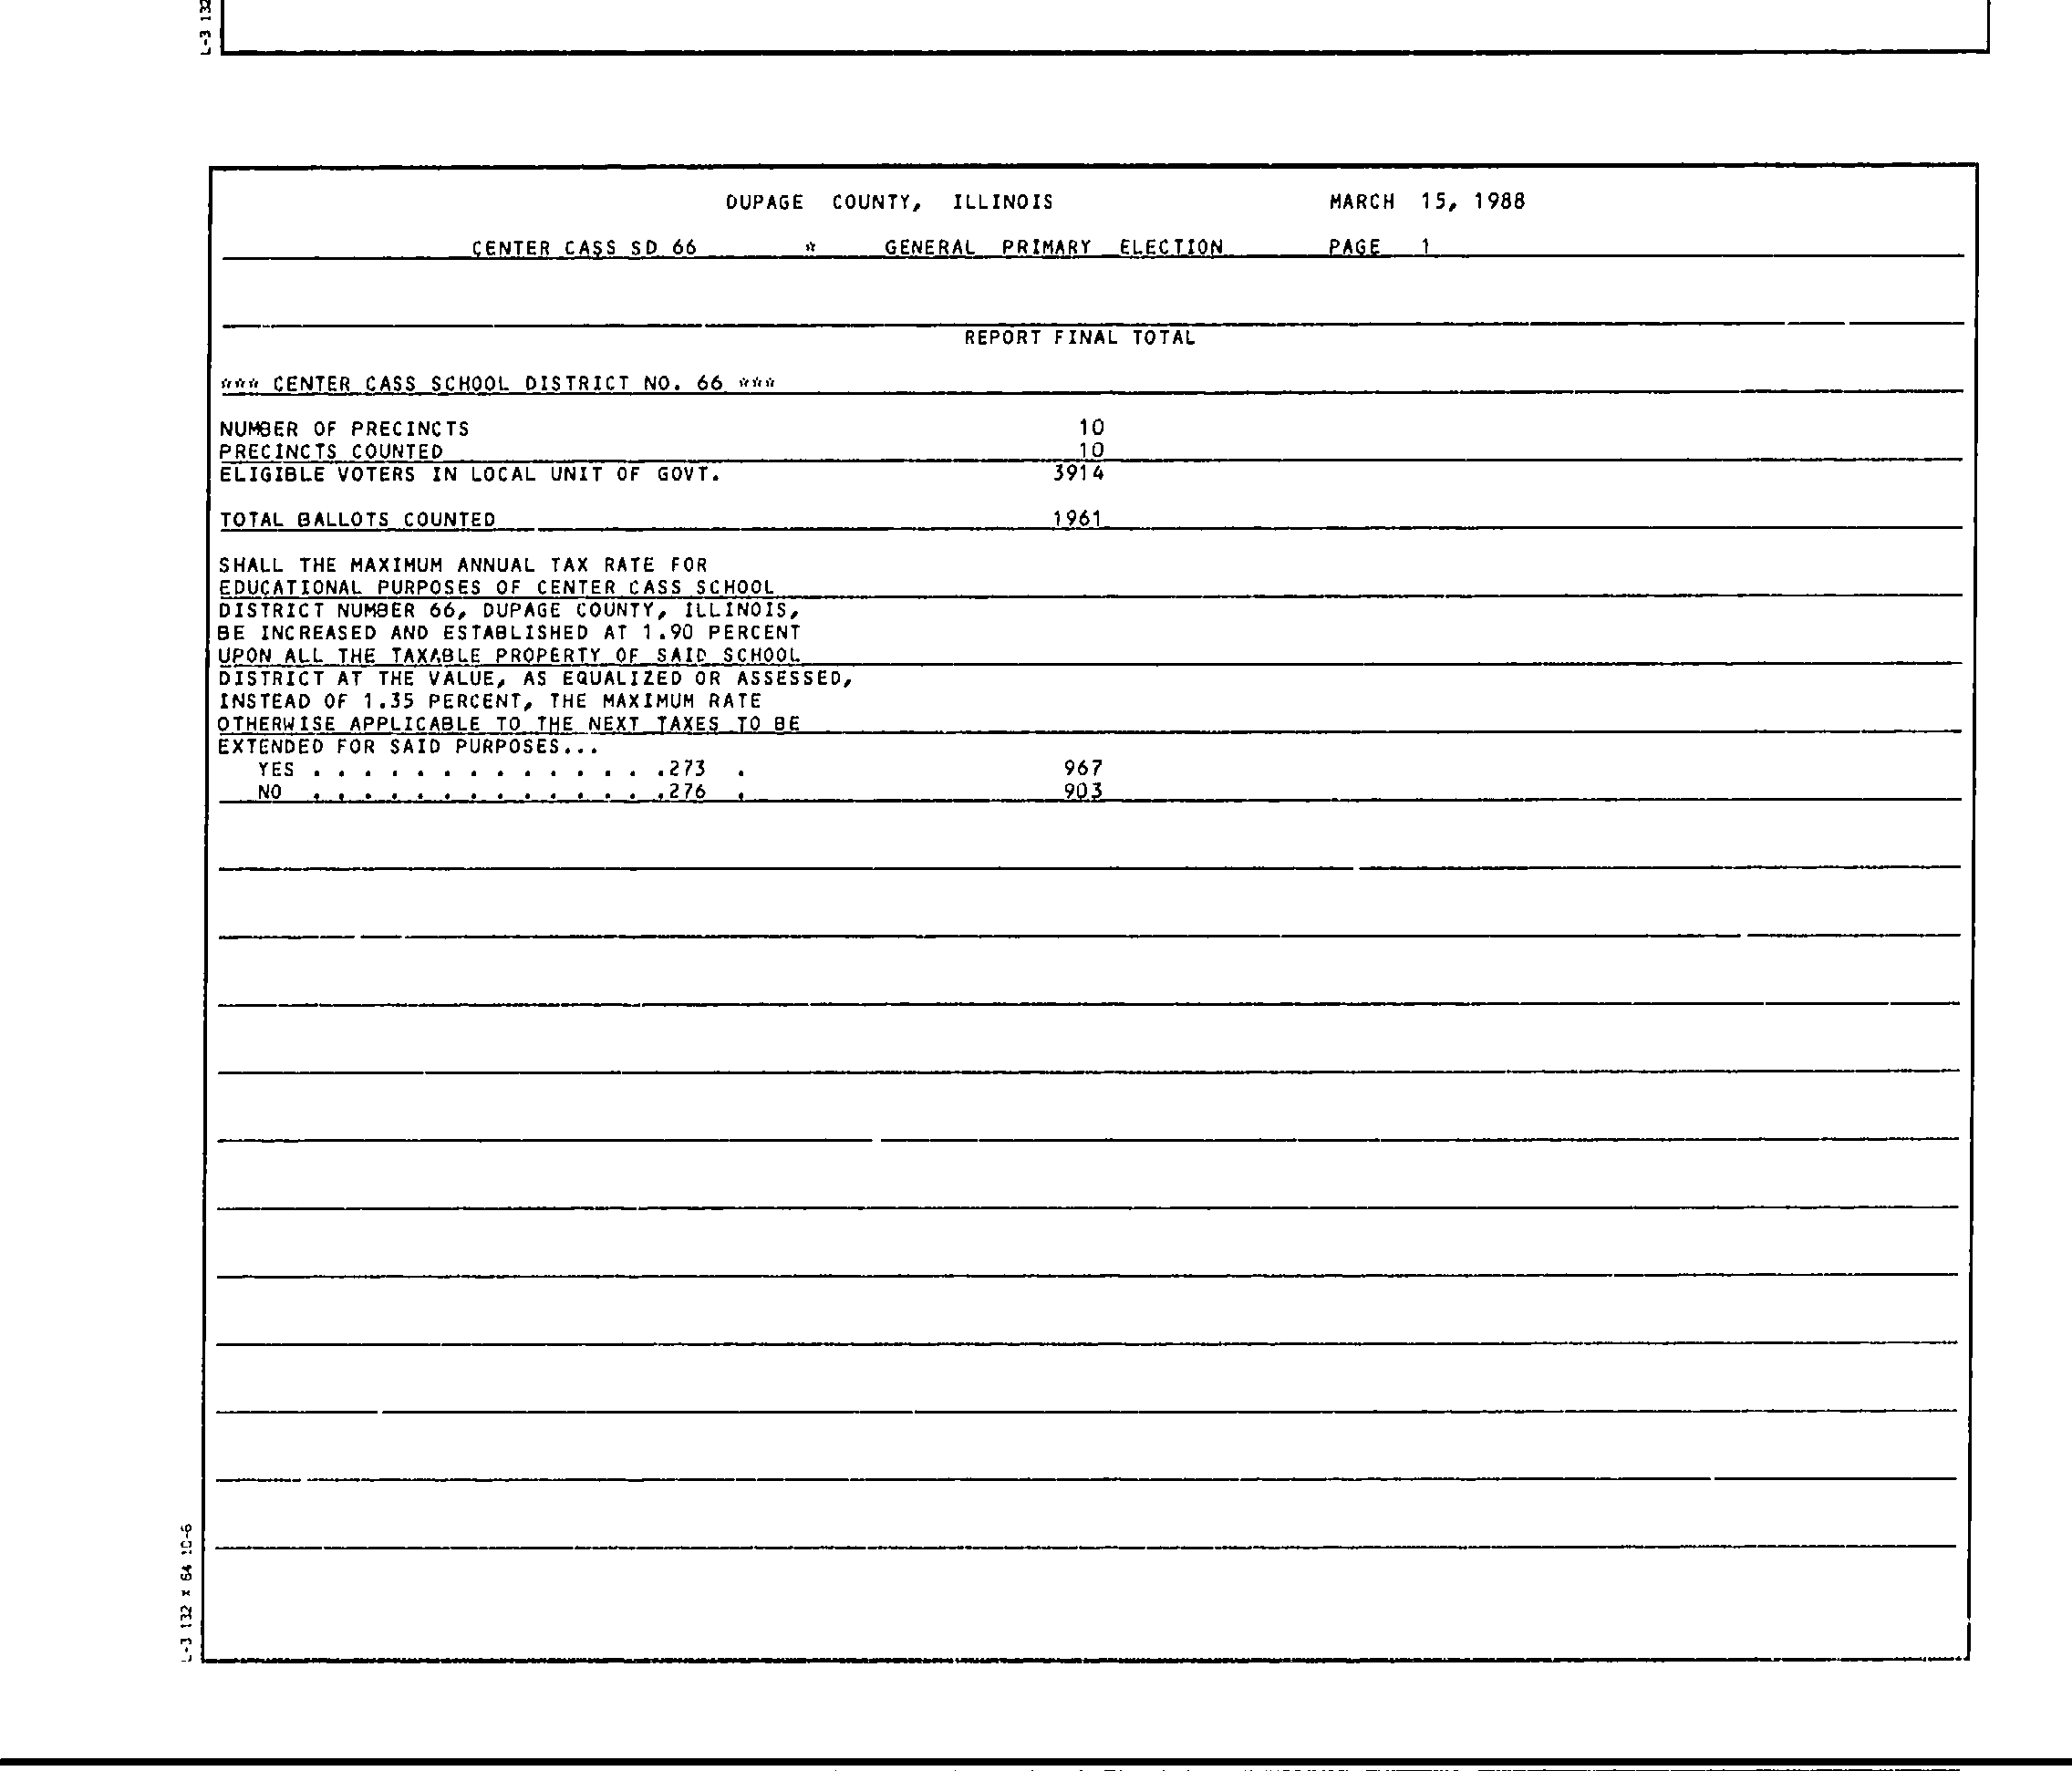 L-3 132
DUPAGE COUNTY, ILLINOIS MARCH 15, 1988
CENTER CASS SD 66 * GENERAL PRIMARY ELECTION PAGE 1
REPORT FINAL TOTAL
*** CENTER CASS SCHOOL DISTRICT NO. 66 ***
NUMBER OF PRECINCTS 10
PRECINCTS COUNTED 10
ELIGIBLE VOTERS IN LOCAL UNIT OF GOVT. 3914
TOTAL BALLOTS COUNTED 1961
SHALL THE MAXIMUM ANNUAL TAX RATE FOR
EDUCATIONAL PURPOSES OF CENTER CASS SCHOOL
DISTRICT NUMBER 66, DUPAGE COUNTY, ILLINOIS,
BE INCREASED AND ESTABLISHED AT 1.90 PERCENT
UPON ALL THE TAXABLE PROPERTY OF SAID SCHOOL
DISTRICT AT THE VALUE, AS EQUALIZED OR ASSESSED,
INSTEAD OF 1.35 PERCENT, THE MAXIMUM RATE
OTHERWISE APPLICABLE TO THE NEXT TAXES TO BE
EXTENDED FOR SAID PURPOSES...
YES . . . . . . . . . . . . . .273 . 967
NO . . . . . . . . . . . . . .276 . 903
L-3 132 x 64 10-6